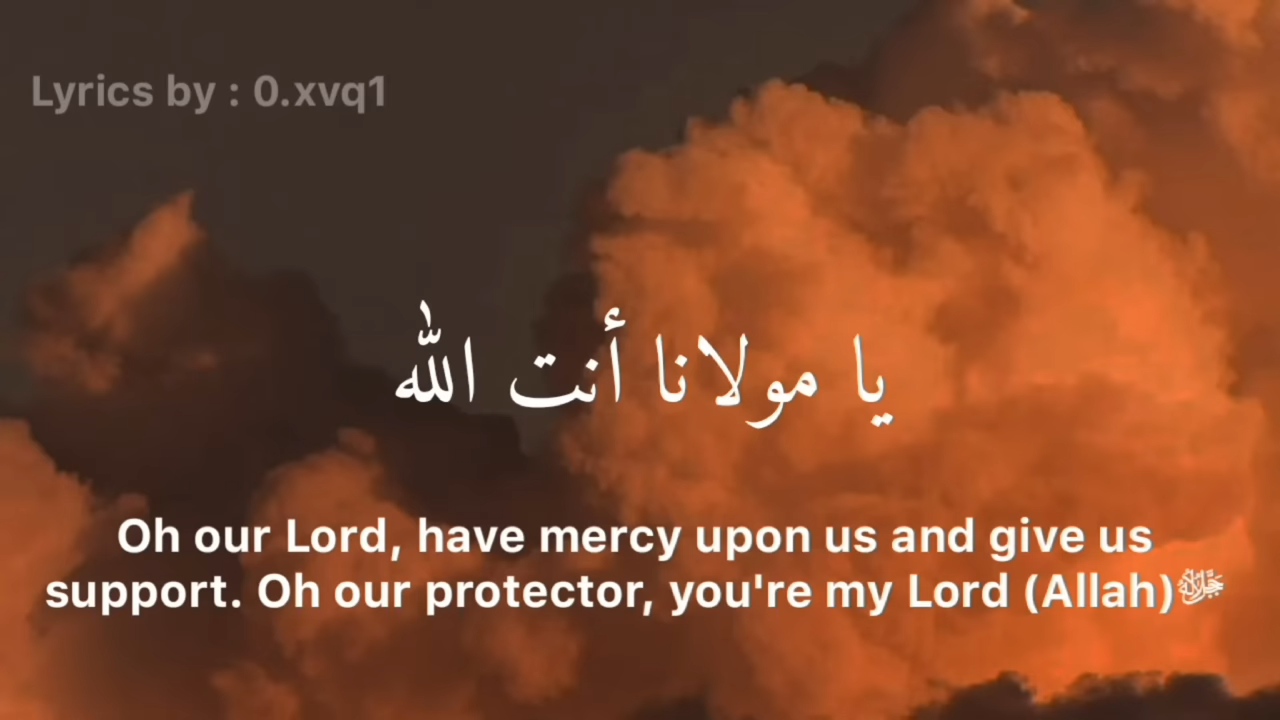 Lyrics by : 0.xvq1
يا مولانا أنت الله
Oh our Lord, have mercy upon us and give us
support. Oh our protector, you're my Lord (Allah)ﷻ